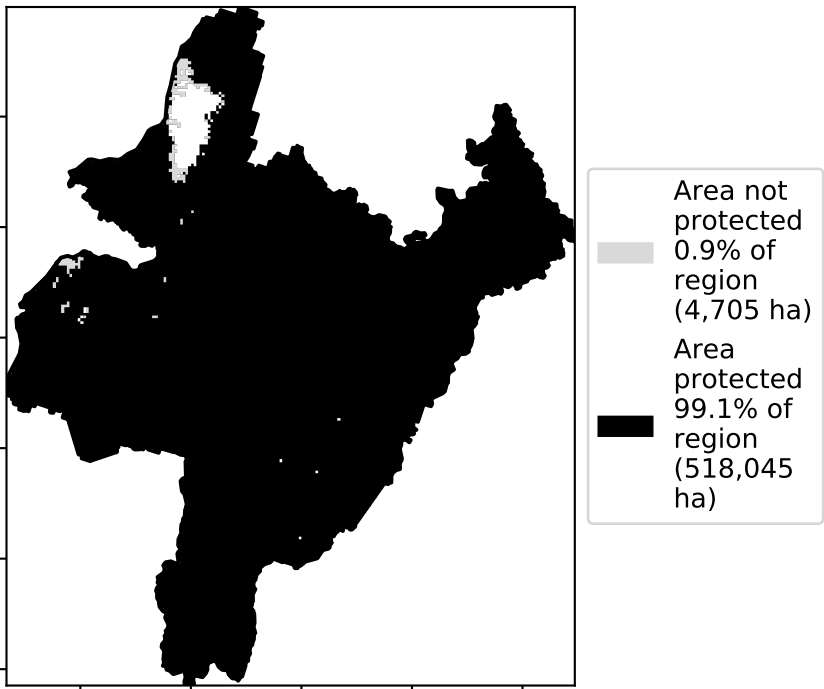 Area not
protected
0.9% of
region
(4,705 ha)
Area
protected
99.1% of
region
(518,045
ha)